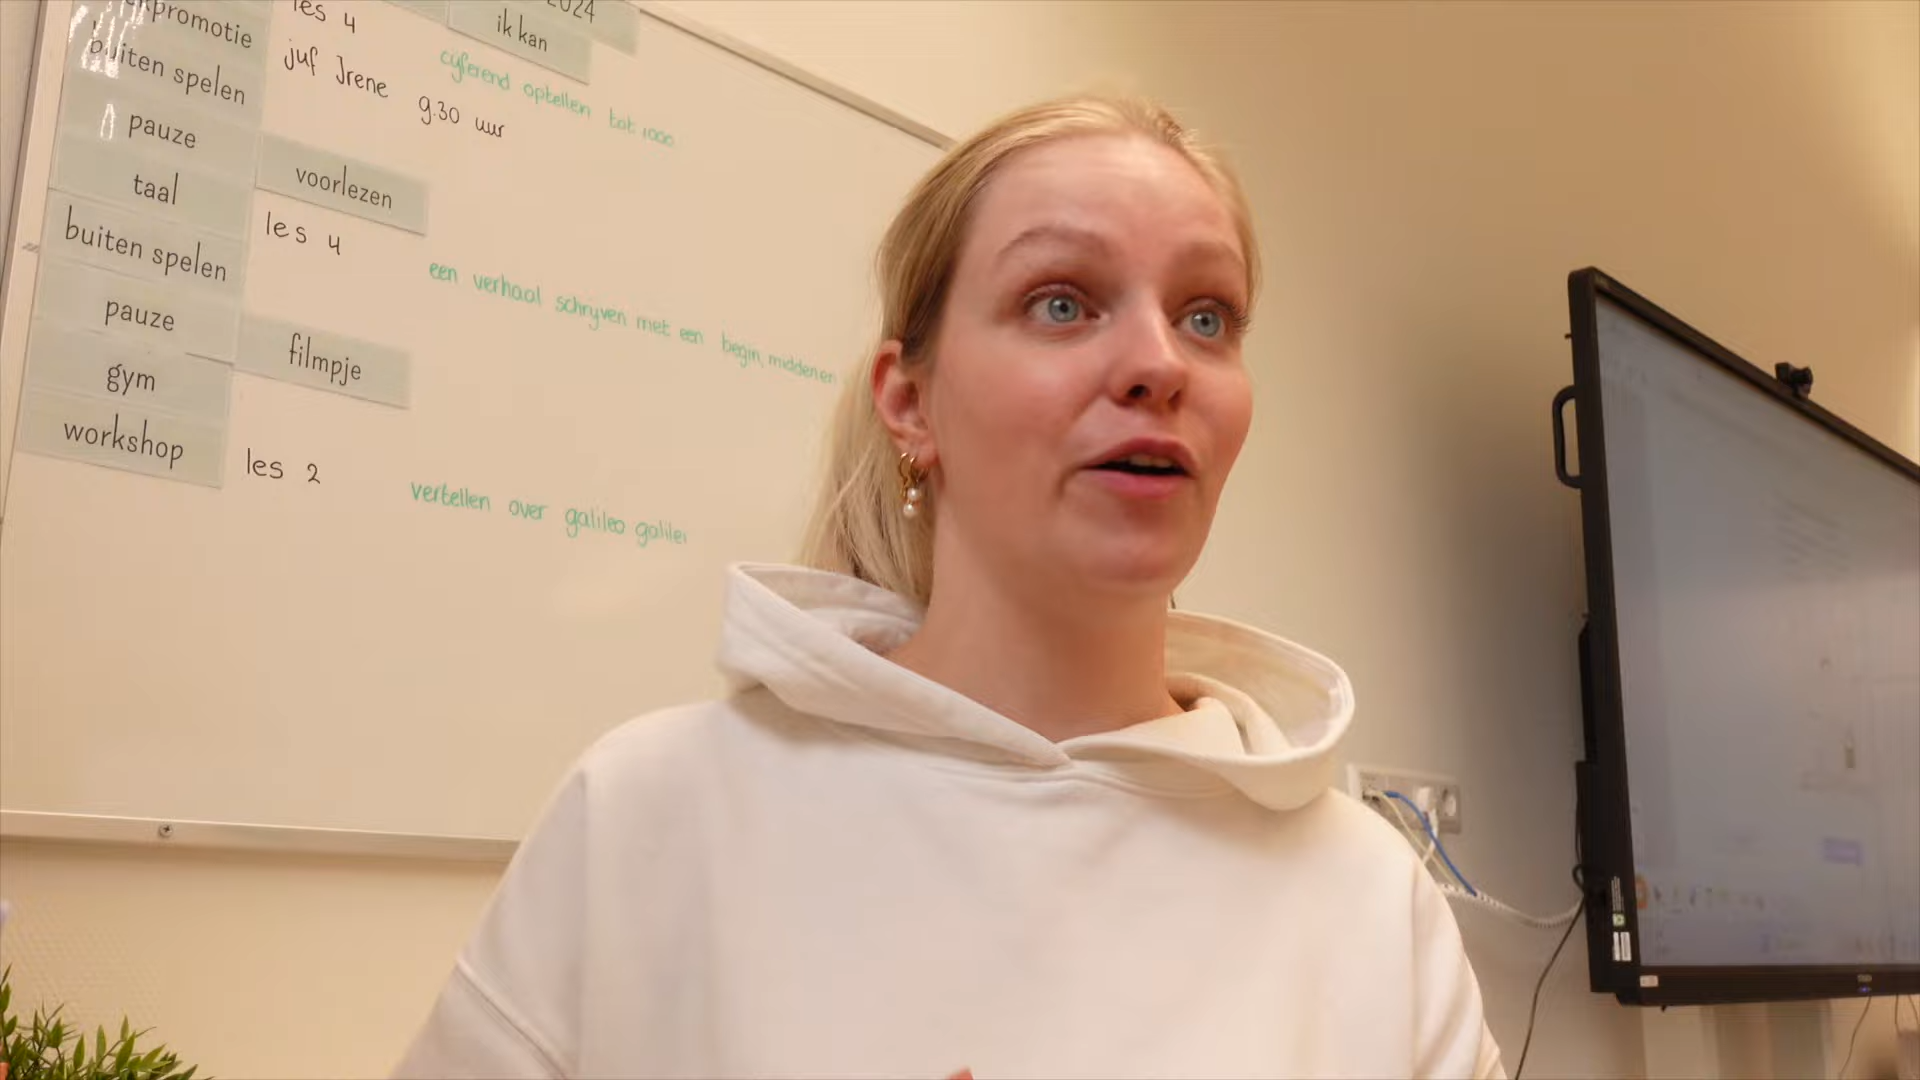 les 4
2024
ik kan
buiten spelen
juf Irene 9.30 uur
cijferend optellen tot 1000
pauze
taal
voorlezen
les 4
een verhaal schrijven met een begin, midden en
buiten spelen
pauze
filmpje
gym
workshop
les 2
vertellen over galileo galilei